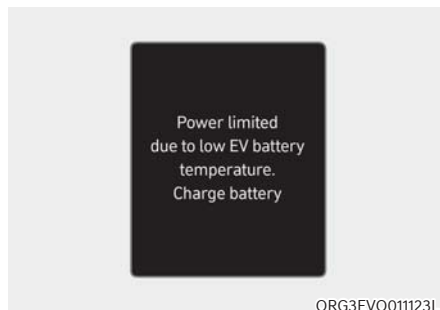 Power limited
due to low EV battery
temperature.
Charge battery
ORG3EVQ011123L